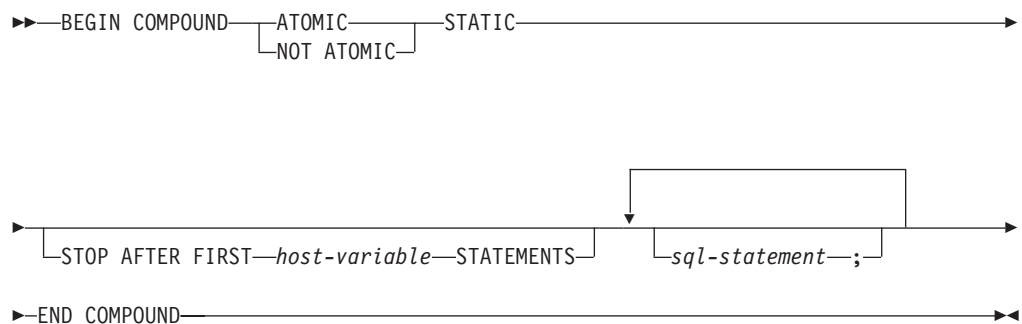 BEGIN COMPOUND ATOMIC STATIC
NOT ATOMIC
STOP AFTER FIRST host-variable STATEMENTS sql-statement ;
END COMPOUND